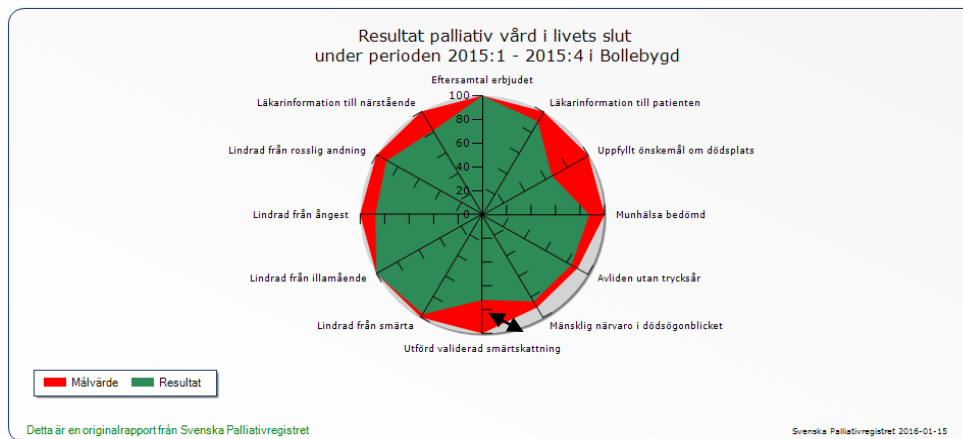 Resultat palliativ vård i livets slut
under perioden 2015:1 - 2015:4 i Bollebygd
Eftersamtal erbjudet
Läkarinformation till närstående
Läkarinformation till patienten
Lindrad från rosslig andning
Uppfyllt önskemål om dödsplats
Lindrad från ångest
Munhälsa bedömd
Lindrad från illamående
Avliden utan trycksår
Lindrad från smärta
Mänsklig närvaro i dödsögonblicket
Utförd validerad smärtskattning
100
80
60
40
20
0
Målvärde
Resultat
Detta är en originalrapport från Svenska Palliativregistret
Svenska Palliativregistret 2016-01-15